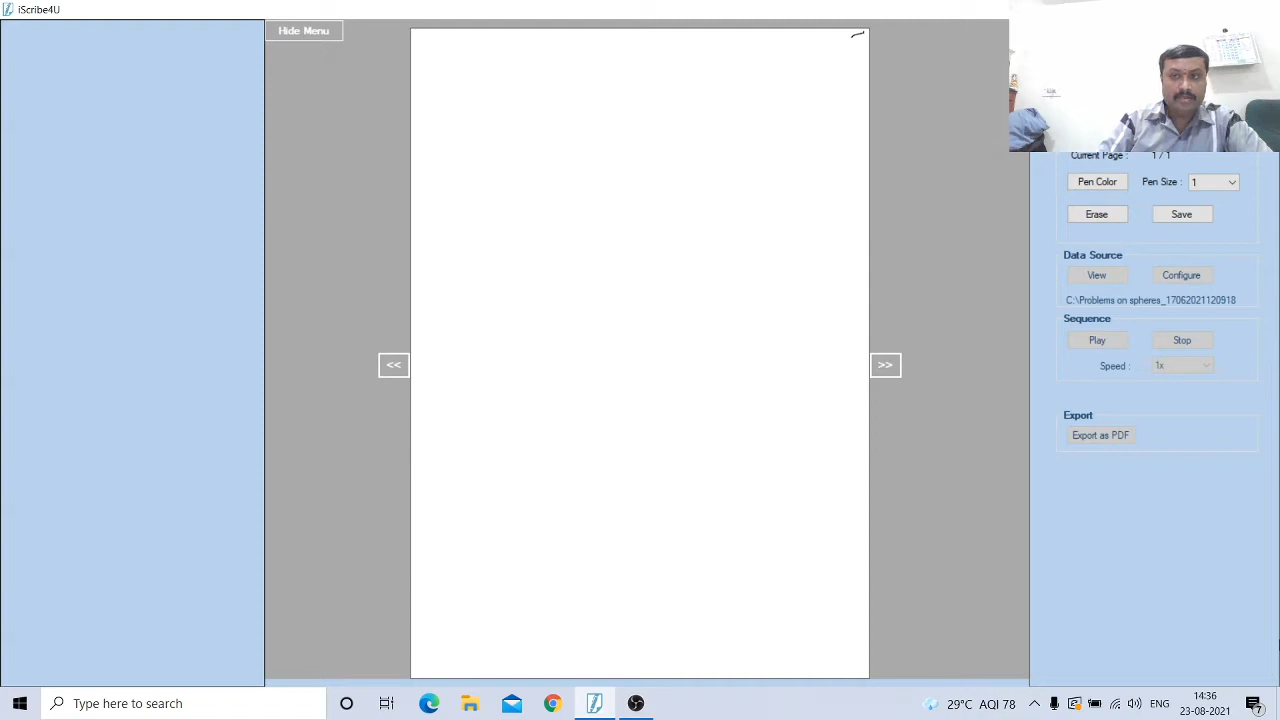 iScribe4U
Hide Menu
Current Page : 1 / 1
Pen Color Pen Size : 1
Erase Save
Data Source
View Configure
C:\Problems on spheres_17062021120918
Sequence
Play Stop
<< >>
Speed : 1x
Export
Export as PDF
Type here to search
29°C AQI 78 ENG 14:36
23-08-2021
7